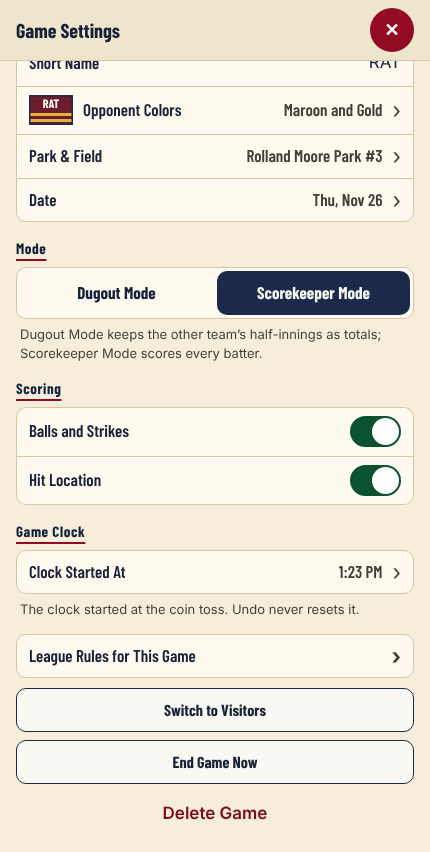 Game Settings
×
Short Name
RAT
RAT
Opponent Colors
Maroon and Gold
Park & Field
Rolland Moore Park #3
Date
Thu, Nov 26
Mode
Dugout Mode
Scorekeeper Mode
Dugout Mode keeps the other team’s half-innings as totals;
Scorekeeper Mode scores every batter.
Scoring
Balls and Strikes
Hit Location
Game Clock
Clock Started At
1:23 PM
The clock started at the coin toss. Undo never resets it.
League Rules for This Game
Switch to Visitors
End Game Now
Delete Game